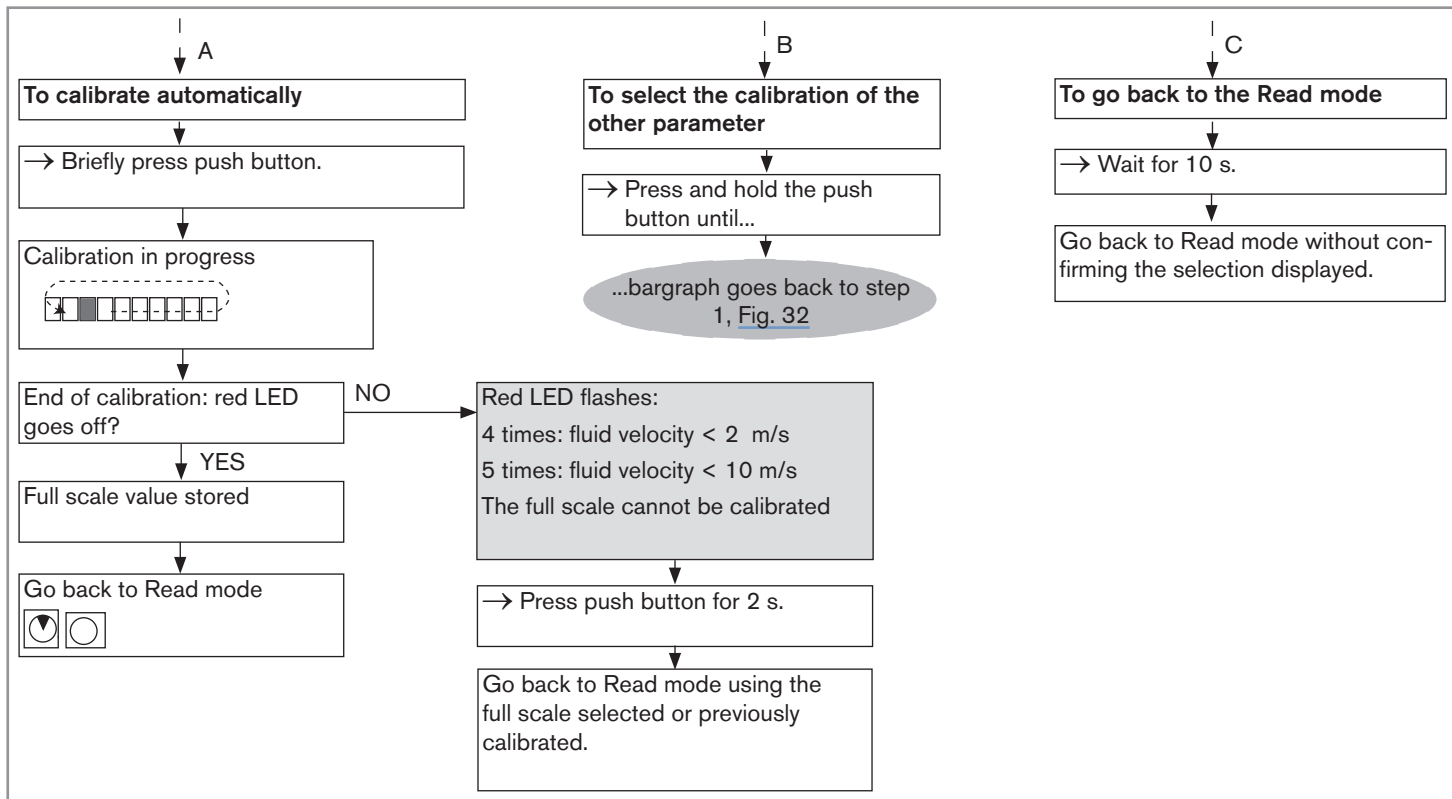 A
To calibrate automatically
→ Briefly press push button.
Calibration in progress
End of calibration: red LED
goes off?
NO
YES
Full scale value stored
Go back to Read mode
Red LED flashes:
4 times: fluid velocity < 2 m/s
5 times: fluid velocity < 10 m/s
The full scale cannot be calibrated
→ Press push button for 2 s.
Go back to Read mode using the
full scale selected or previously
calibrated.
B
To select the calibration of the
other parameter
→ Press and hold the push
button until...
...bargraph goes back to step
1, Fig. 32
C
To go back to the Read mode
→ Wait for 10 s.
Go back to Read mode without con-
firming the selection displayed.